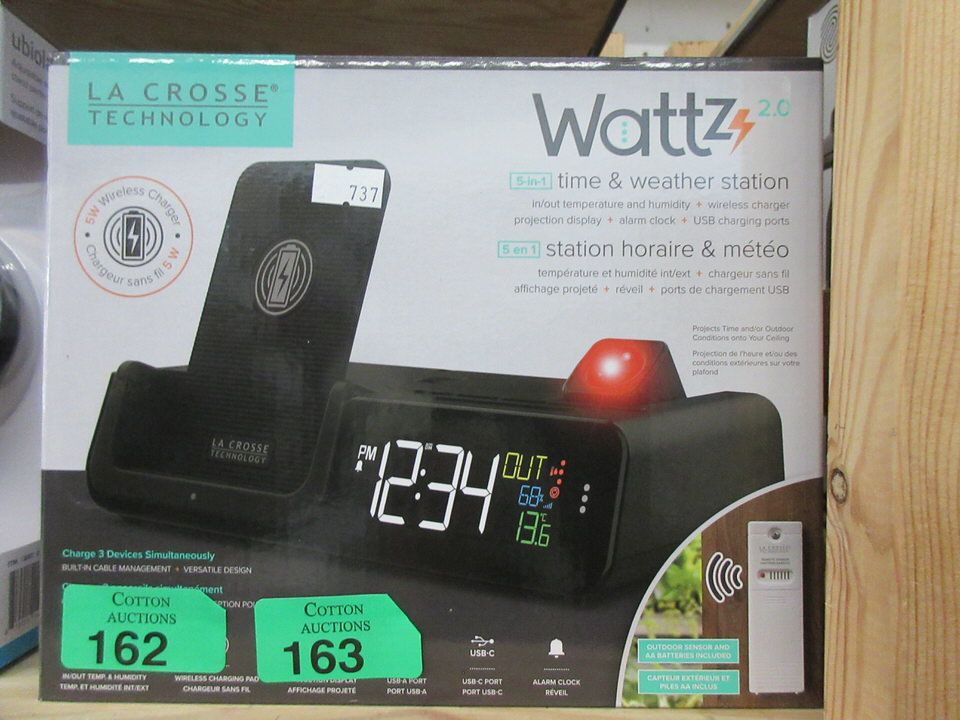 LA CROSSE®
TECHNOLOGY
Wattz 2.0
737
5W Wireless Charger
Chargeur sans fil 5 W
5-in-1 time & weather station
in/out temperature and humidity + wireless charger
projection display + alarm clock + USB charging ports
5 en 1 station horaire & météo
température et humidité int/ext + chargeur sans fil
affichage projeté + réveil + ports de chargement USB
Projects Time and/or Outdoor
Conditions onto Your Ceiling
Projection de l'heure et/ou des
conditions extérieures sur votre
plafond
LA CROSSE
TECHNOLOGY
PM 12:34
OUT
68%
13.6°C
Charge 3 Devices Simultaneously
BUILT-IN CABLE MANAGEMENT + VERSATILE DESIGN
COTTON
AUCTIONS
162
COTTON
AUCTIONS
163
USB-C
IN/OUT TEMP. & HUMIDITY
TEMP. ET HUMIDITÉ INT/EXT
WIRELESS CHARGING PAD
CHARGEUR SANS FIL
AFFICHAGE PROJETÉ
USB-A PORT
PORT USB-A
USB-C PORT
PORT USB-C
ALARM CLOCK
RÉVEIL
LA CROSSE
OUTDOOR SENSOR AND
AA BATTERIES INCLUDED
CAPTEUR EXTÉRIEUR ET
PILES AA INCLUS